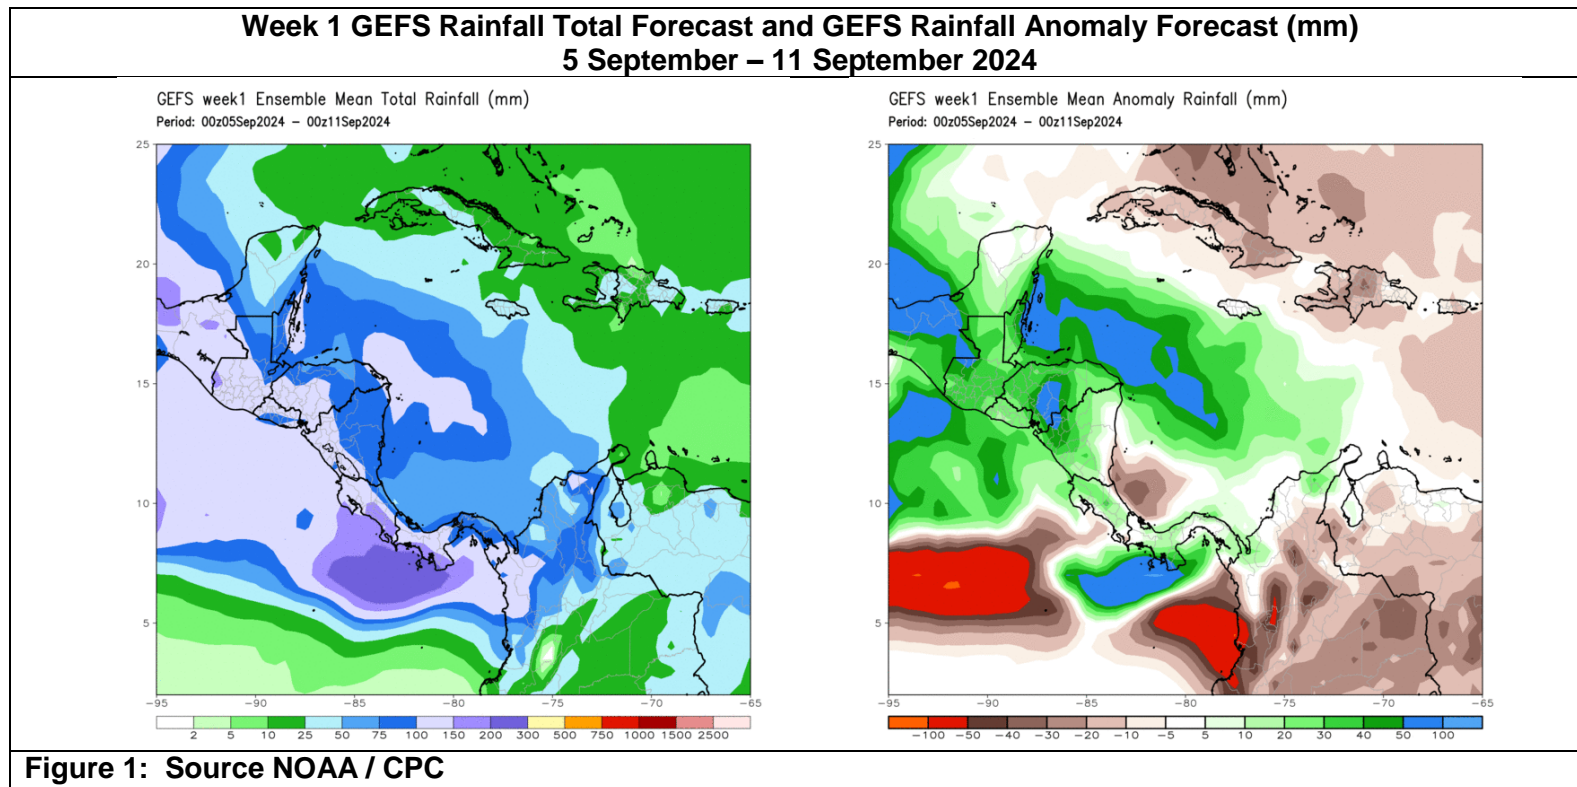 Week 1 GEFS Rainfall Total Forecast and GEFS Rainfall Anomaly Forecast (mm)
5 September – 11 September 2024
GEFS week1 Ensemble Mean Total Rainfall (mm)
Period: 00z05Sep2024 – 00z11Sep2024
25
20
15
10
5
−95
−90
−85
−80
−75
−70
−65
2 5 10 25 50 75 100 150 200 300 500 750 1000 1500 2500
GEFS week1 Ensemble Mean Anomaly Rainfall (mm)
Period: 00z05Sep2024 – 00z11Sep2024
25
20
15
10
5
−95
−90
−85
−80
−75
−70
−65
−100 −50 −40 −30 −20 −10 −5 5 10 20 30 40 50 100
Figure 1: Source NOAA / CPC